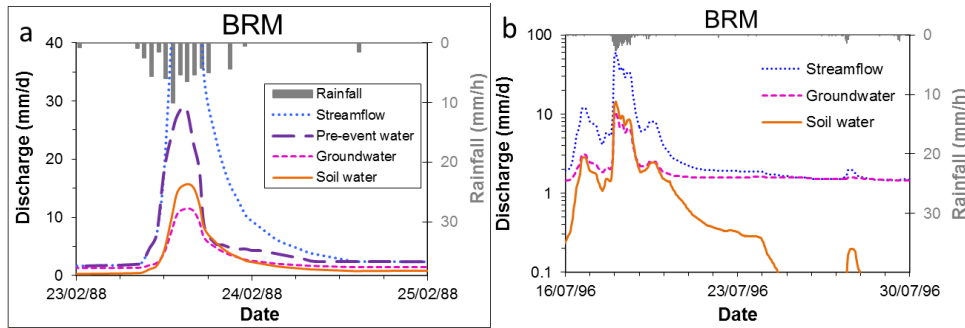 a
BRM
40
30
20
10
0
Discharge (mm/d)
0
10
20
30
Rainfall (mm/h)
Rainfall
Streamflow
Pre-event water
Groundwater
Soil water
23/02/88
24/02/88
25/02/88
Date
b
BRM
100
10
1
0.1
Discharge (mm/d)
0
10
20
30
Rainfall (mm/h)
Streamflow
Groundwater
Soil water
16/07/96
23/07/96
30/07/96
Date